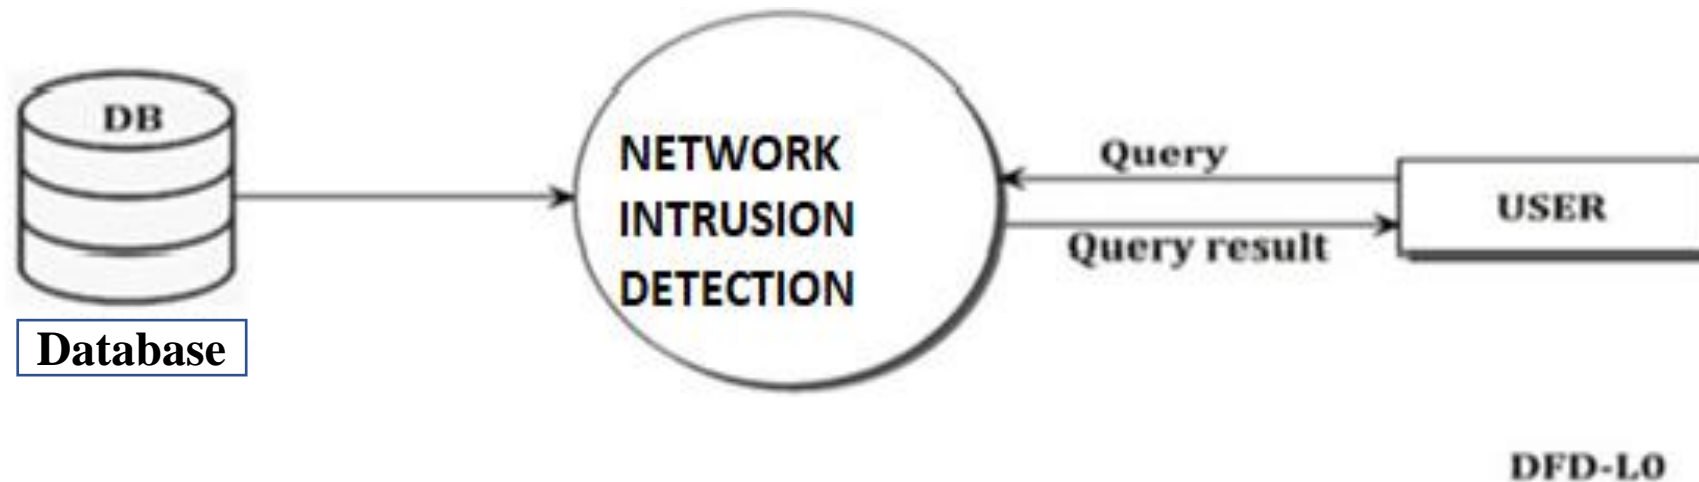 DB
Database
NETWORK
INTRUSION
DETECTION
Query
Query result
USER
DFD-L0